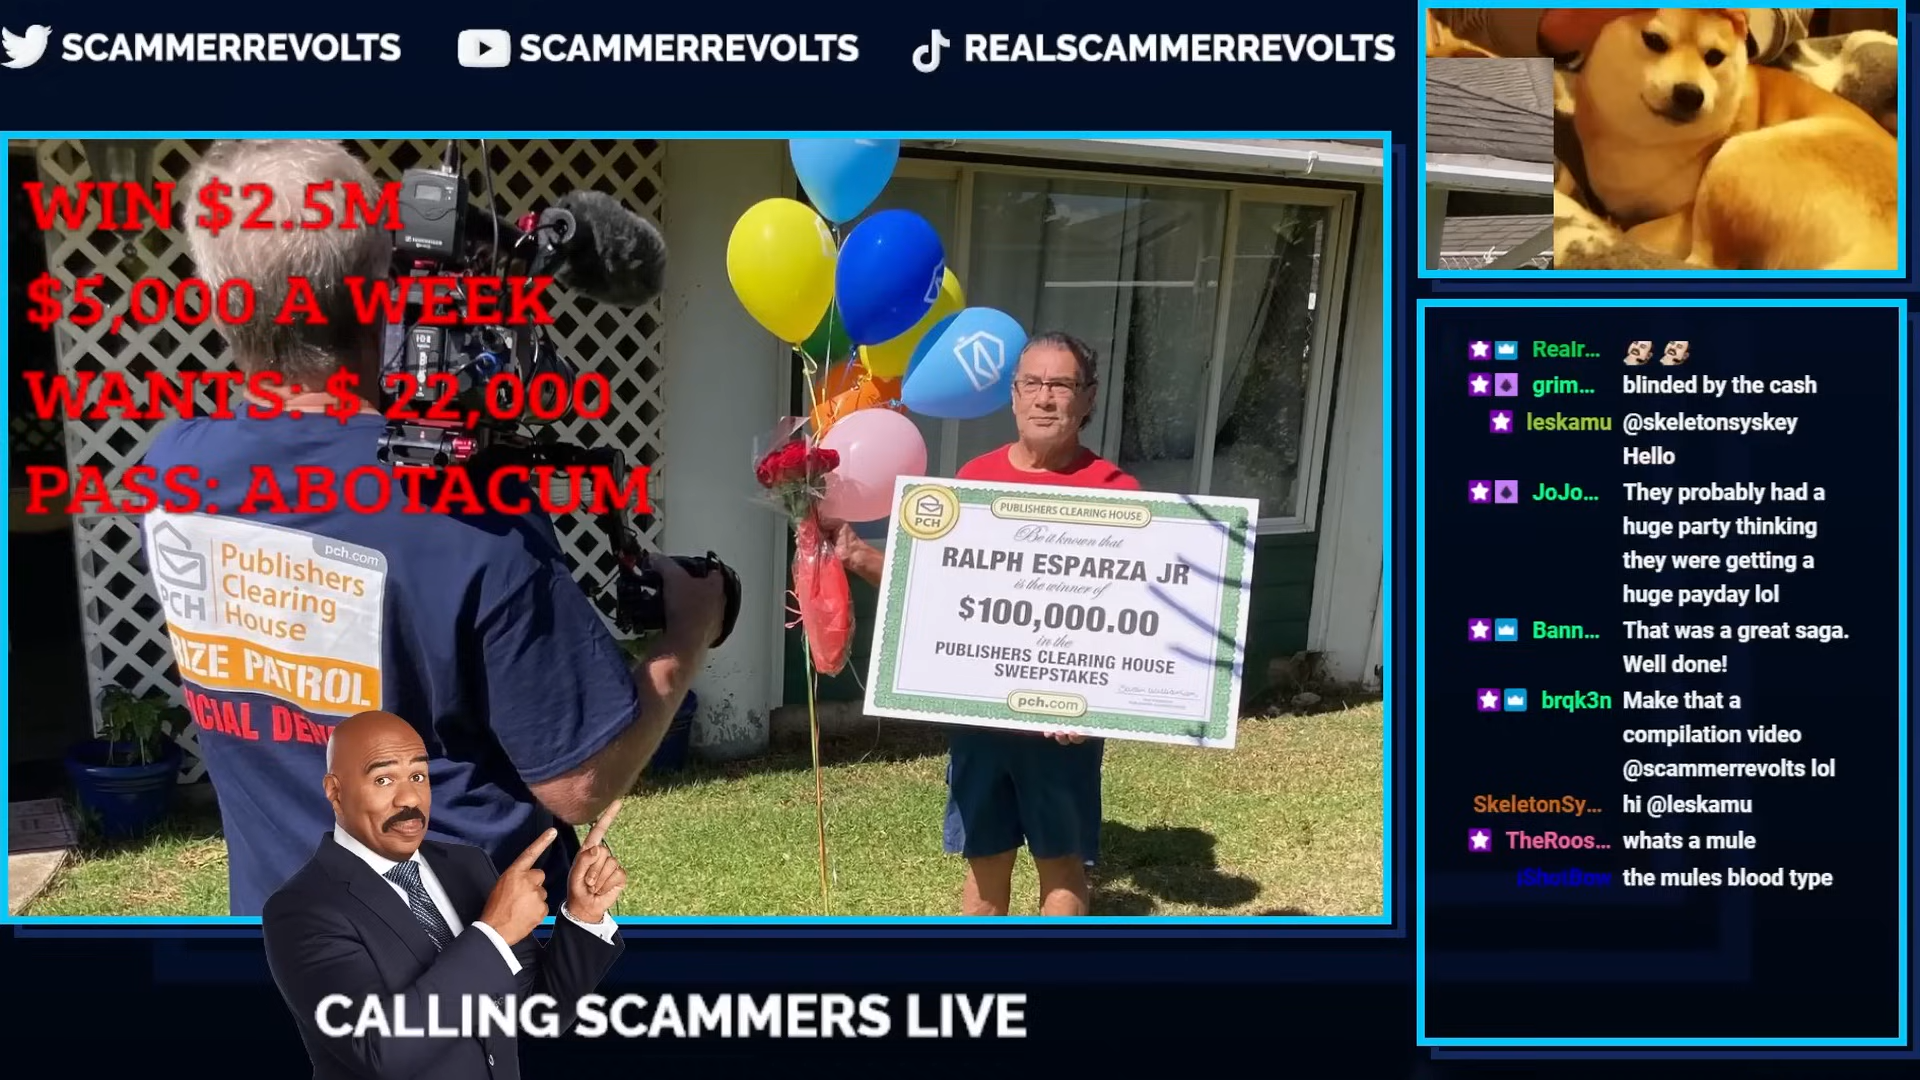 SCAMMERREVOLTS
SCAMMERREVOLTS
REALSCAMMERREVOLTS
WIN $2.5M
$5,000 A WEEK
WANTS: $ 22,000
PASS: ABOTACUM
pch.com
PCH
Publishers
Clearing
House
RIZE PATROL
PCH
PUBLISHERS CLEARING HOUSE
Be it known that
RALPH ESPARZA JR
is the winner of
$100,000.00
in the
PUBLISHERS CLEARING HOUSE
SWEEPSTAKES
pch.com
CALLING SCAMMERS LIVE
Realr...
grim... blinded by the cash
leskamu @skeletonsyskey
Hello
JoJo... They probably had a
huge party thinking
they were getting a
huge payday lol
Bann... That was a great saga.
Well done!
brqk3n Make that a
compilation video
@scammerrevolts lol
SkeletonSy... hi @leskamu
TheRoos... whats a mule
the mules blood type